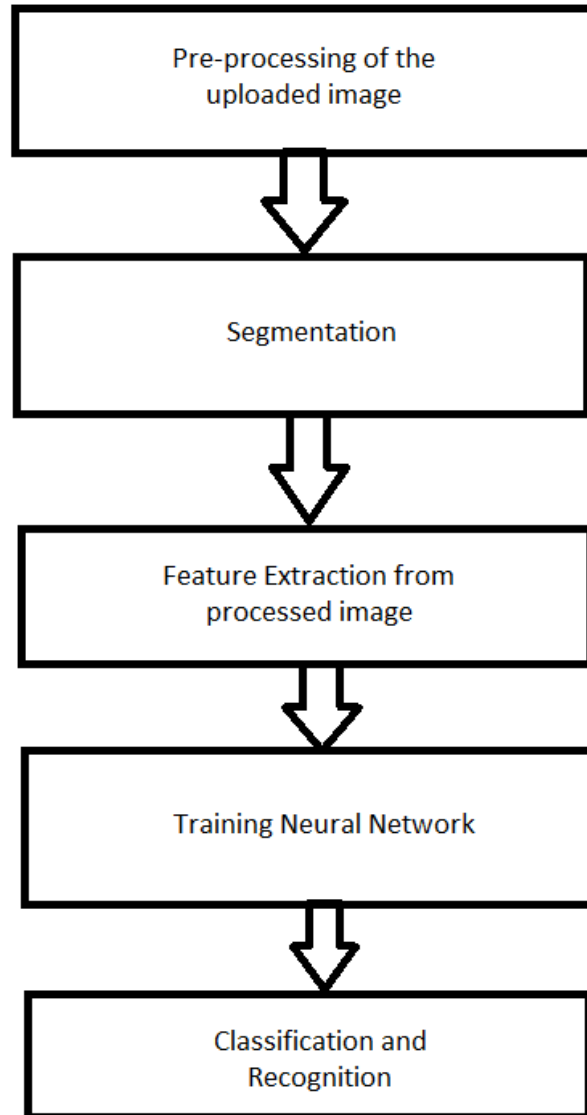 Pre-processing of the
uploaded image
Segmentation
Feature Extraction from
processed image
Training Neural Network
Classification and
Recognition